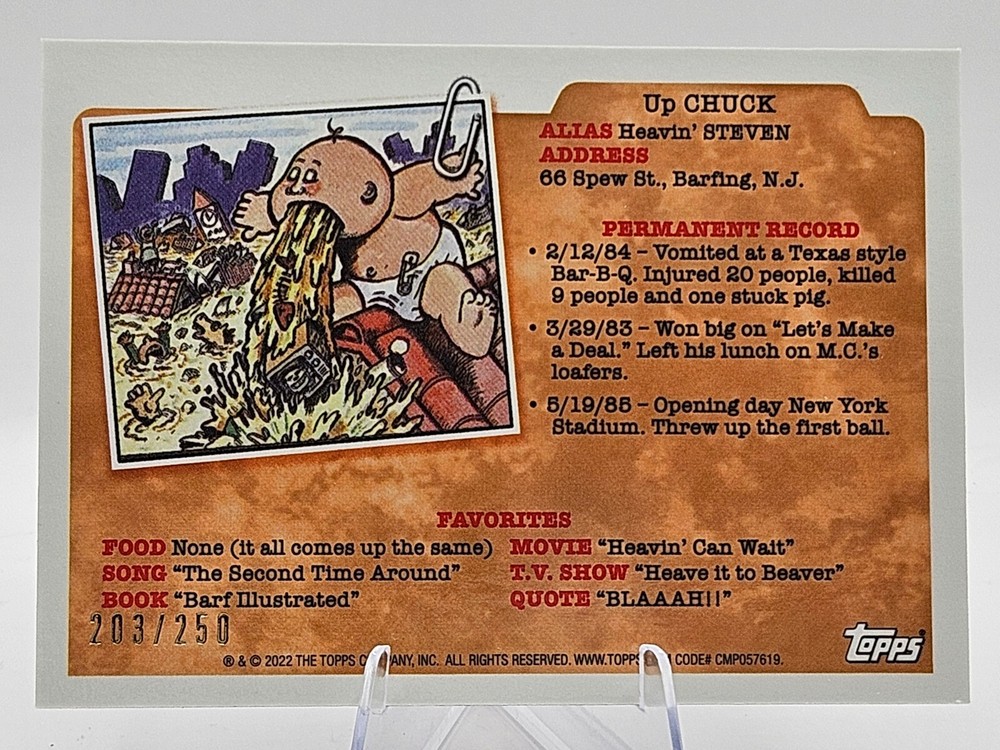 Up CHUCK
ALIAS Heavin' STEVEN
ADDRESS
66 Spew St., Barfing, N.J.
PERMANENT RECORD
• 2/12/84 – Vomited at a Texas style
Bar-B-Q. Injured 20 people, killed
9 people and one stuck pig.
• 3/29/83 – Won big on "Let's Make
a Deal." Left his lunch on M.C.'s
loafers.
• 5/19/85 – Opening day New York
Stadium. Threw up the first ball.
FAVORITES
FOOD None (it all comes up the same)
SONG "The Second Time Around"
BOOK "Barf Illustrated"
MOVIE "Heavin' Can Wait"
T.V. SHOW "Heave it to Beaver"
QUOTE "BLAAAH!!"
203/250
topps
® & © 2022 THE TOPPS INC. ALL RIGHTS RESERVED. CODE# CMP057619.